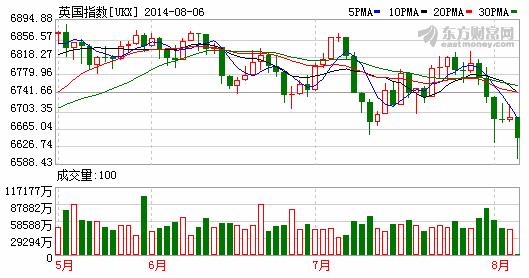 英国指数[UKX] 2014-08-06
5PMA 10PMA 20PMA 30PMA
东方财富网
eastmoney.com
6894.88
6856.57
6818.27
6779.96
6741.66
6703.35
6665.04
6626.74
6588.43
成交量:100
117177万
87882万
58588万
29294万
0
5月 6月 7月 8月